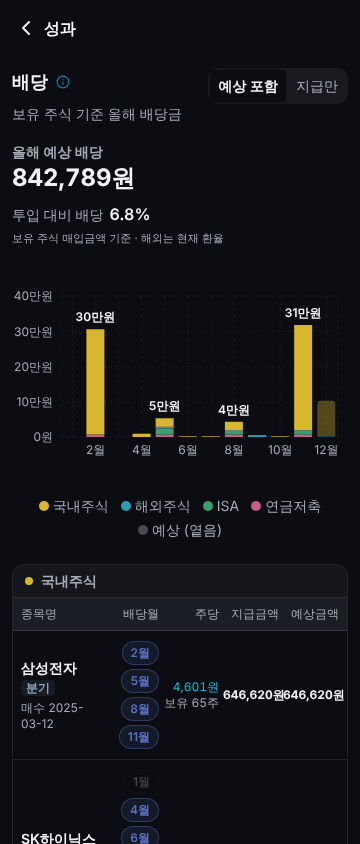 성과
배당
예상 포함 지급만
보유 주식 기준 올해 배당금
올해 예상 배당
842,789원
투입 대비 배당 6.8%
보유 주식 매입금액 기준 · 해외는 현재 환율
40만원
30만원
20만원
10만원
0원
30만원
5만원
4만원
31만원
2월 4월 6월 8월 10월 12월
국내주식 해외주식 ISA 연금저축
예상 (옅음)
국내주식
종목명 배당월 주당 지급금액 예상금액
삼성전자
분기
매수 2025-
03-12
2월
5월
8월
11월
4,601원
보유 65주
646,620원 646,620원
1월
4월
6월
SK하이닉스